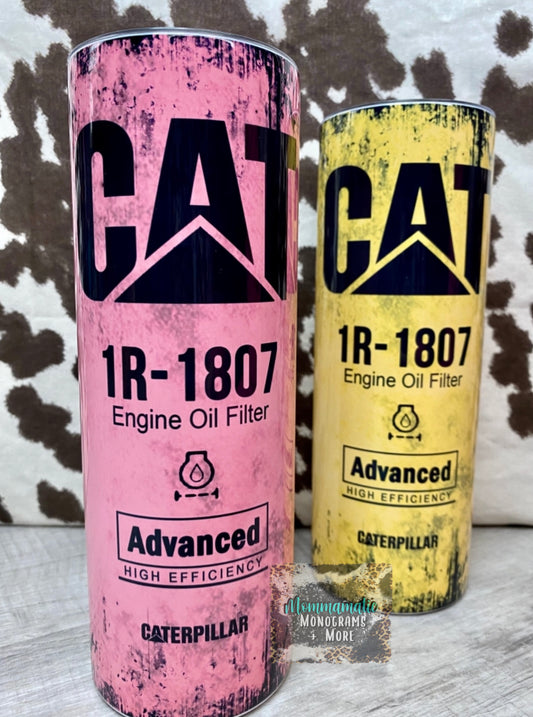 CAT
1R-1807
Engine Oil Filter
Advanced
HIGH EFFICIENCY
CATERPILLAR
CAT
1R-1807
Engine Oil Filter
Advanced
HIGH EFFICIENCY
CATERPILLAR
MONOGRAMS
+ MORE